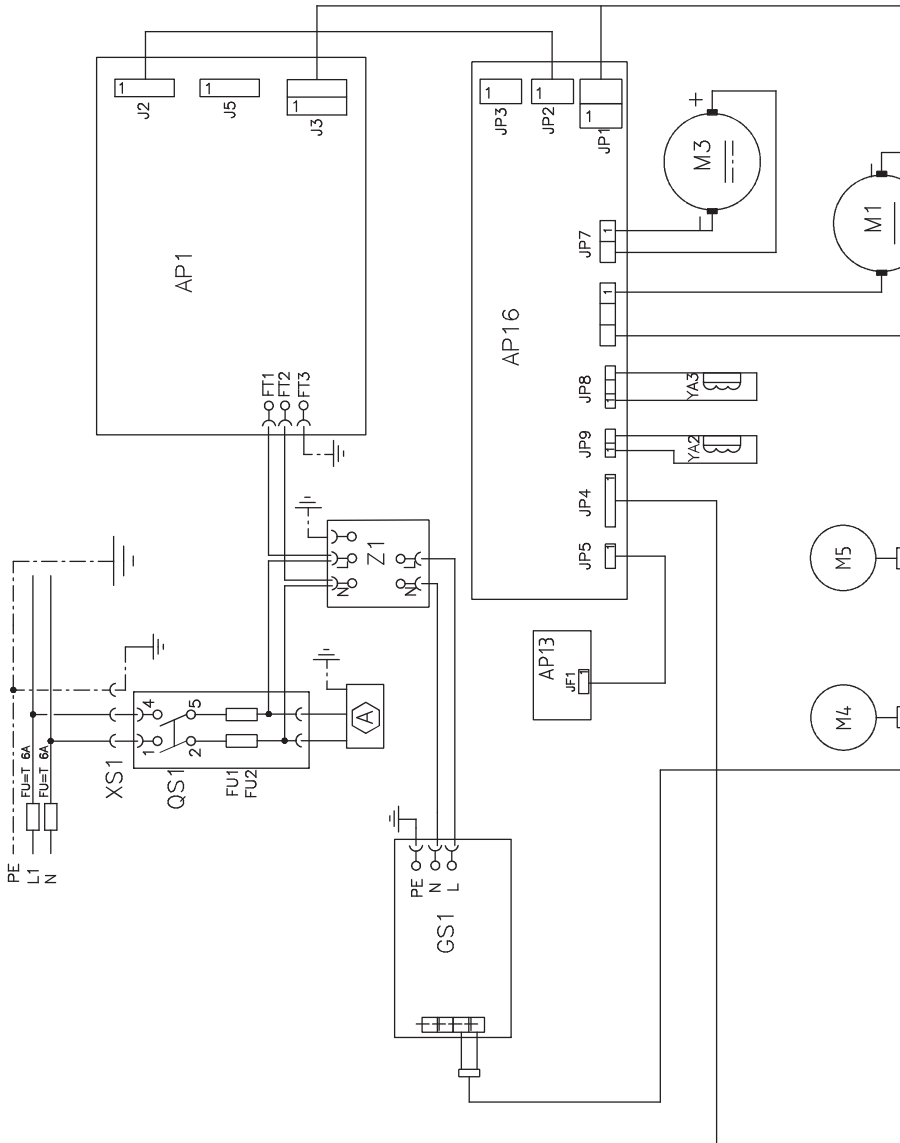 1
J2
1
J5
1
J3
AP1
FT1
FT2
FT3
1
JP3
1
JP2
1
JP1
AP16
+
M3
1
JP7
M1
1
JP8
1
YA3
JP9
1
YA2
JP4
1
JP5
1
M5
M4
AP13
JF1
1
Z1
L
N
L
N
PE
L1
N
FU=T 6A
FU=T 6A
XS1
QS1
4
5
1
2
FU1
FU2
A
PE
N
L
GS1